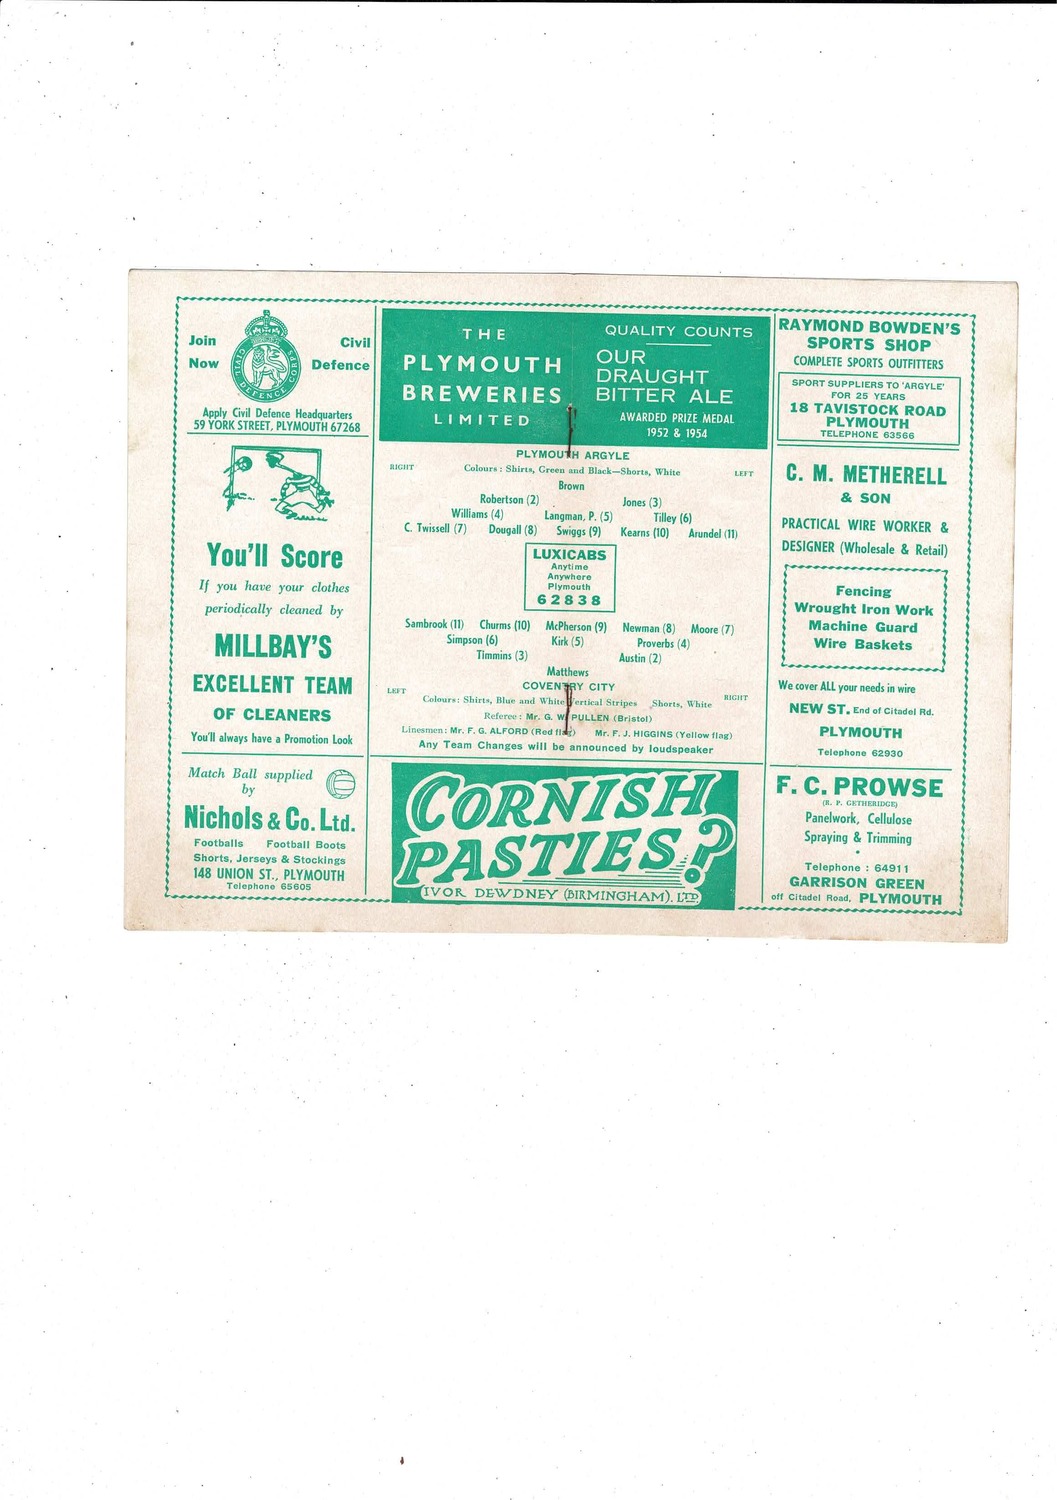 Join Civil
Now Defence
CIVIL DEFENCE CORPS
Apply Civil Defence Headquarters
59 YORK STREET, PLYMOUTH 67268
You'll Score
If you have your clothes
periodically cleaned by
MILLBAY'S
EXCELLENT TEAM
OF CLEANERS
You'll always have a Promotion Look
Match Ball supplied
by
Nichols & Co. Ltd.
Footballs Football Boots
Shorts, Jerseys & Stockings
148 UNION ST., PLYMOUTH
Telephone 65605
THE
PLYMOUTH
BREWERIES
LIMITED
QUALITY COUNTS
OUR
DRAUGHT
BITTER ALE
AWARDED PRIZE MEDAL
1952 & 1954
PLYMOUTH ARGYLE
RIGHT Colours : Shirts, Green and Black—Shorts, White LEFT
Brown
Robertson (2) Jones (3)
Williams (4) Langman, P. (5) Tilley (6)
C. Twissell (7) Dougall (8) Swiggs (9) Kearns (10) Arundel (11)
LUXICABS
Anytime
Anywhere
Plymouth
62838
Sambrook (11) Churms (10) McPherson (9) Newman (8) Moore (7)
Simpson (6) Kirk (5) Proverbs (4)
Timmins (3) Austin (2)
Matthews
COVENTRY CITY
LEFT Colours : Shirts, Blue and White Vertical Stripes Shorts, White RIGHT
Referee : Mr. G. W. PULLEN (Bristol)
Linesmen : Mr. F. G. ALFORD (Red flag) Mr. F. J. HIGGINS (Yellow flag)
Any Team Changes will be announced by loudspeaker
CORNISH
PASTIES?
IVOR DEWDNEY (BIRMINGHAM). LTD.
RAYMOND BOWDEN'S
SPORTS SHOP
COMPLETE SPORTS OUTFITTERS
SPORT SUPPLIERS TO 'ARGYLE'
FOR 25 YEARS
18 TAVISTOCK ROAD
PLYMOUTH
TELEPHONE 63566
C. M. METHERELL
& SON
PRACTICAL WIRE WORKER &
DESIGNER (Wholesale & Retail)
Fencing
Wrought Iron Work
Machine Guard
Wire Baskets
We cover ALL your needs in wire
NEW ST. End of Citadel Rd.
PLYMOUTH
Telephone 62930
F. C. PROWSE
(R. P. GETHERIDGE)
Panelwork, Cellulose
Spraying & Trimming
Telephone : 64911
GARRISON GREEN
off Citadel Road, PLYMOUTH